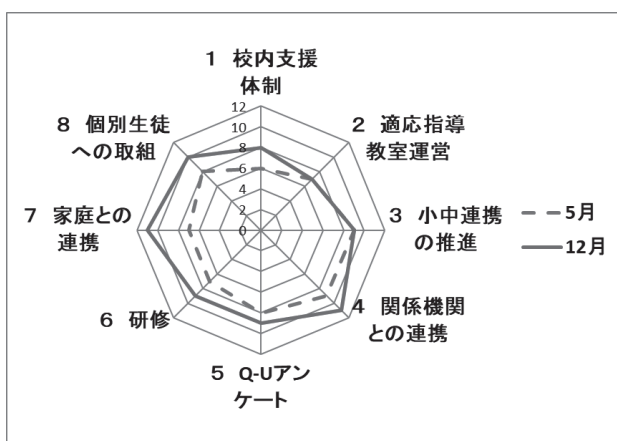 1 校内支援
体制
2 適応指導
教室運営
3 小中連携
の推進
4 関係機関
との連携
5 Q-Uアン
ケート
6 研修
7 家庭との
連携
8 個別生徒
への取組
12
10
8
6
4
2
0
5月
12月